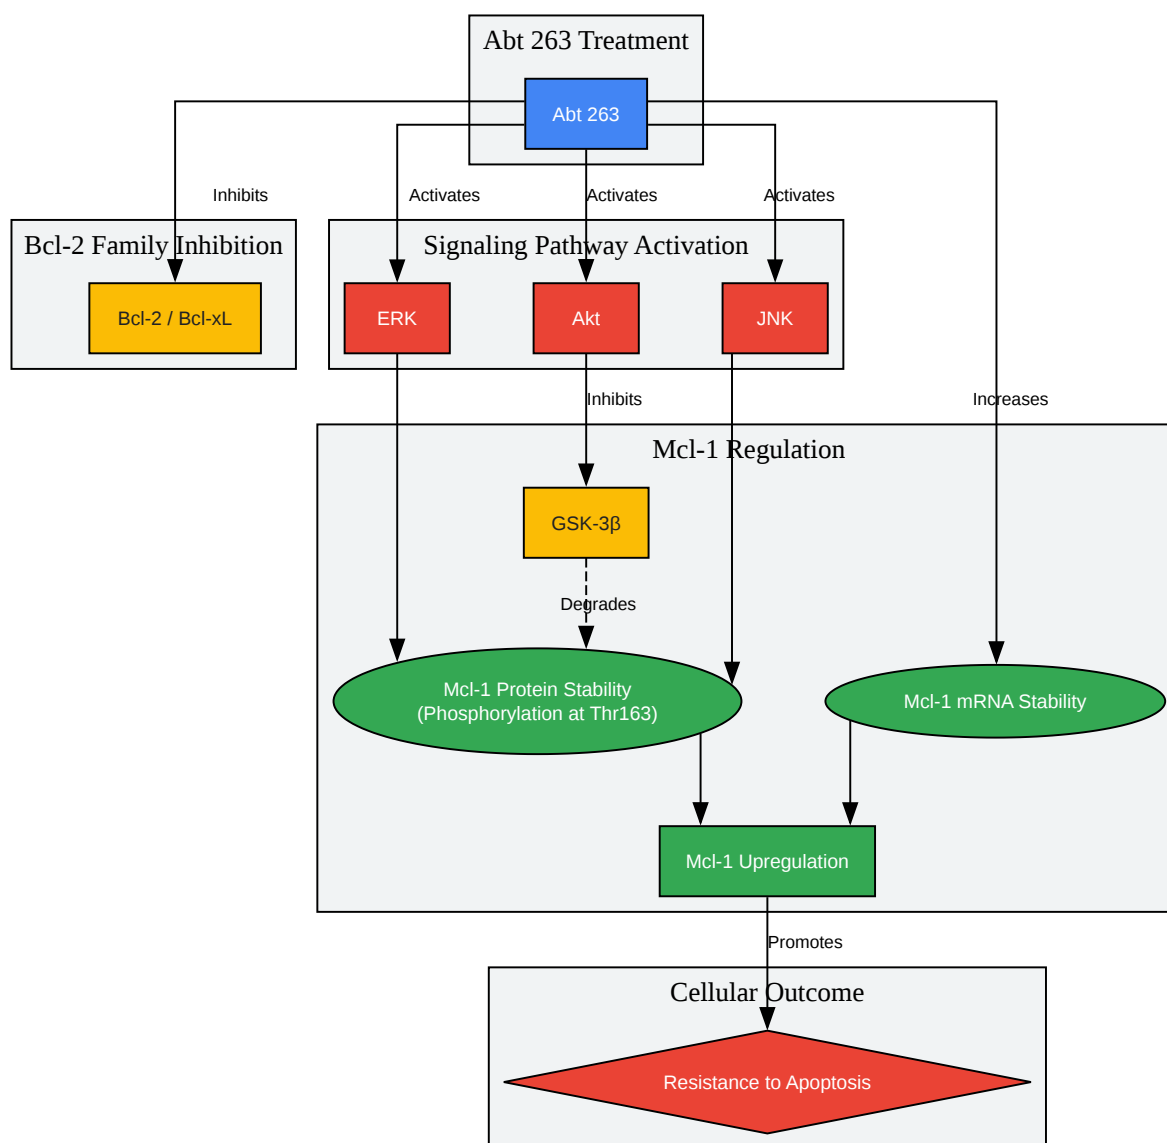 Abt 263 Treatment
Abt 263
Inhibits
Activates
Activates
Activates
Bcl-2 Family Inhibition
Signaling Pathway Activation
Bcl-2 / Bcl-xL
ERK
Akt
JNK
Inhibits
Increases
Mcl-1 Regulation
GSK-3β
Degrades
Mcl-1 Protein Stability
(Phosphorylation at Thr163)
Mcl-1 mRNA Stability
Mcl-1 Upregulation
Promotes
Cellular Outcome
Resistance to Apoptosis